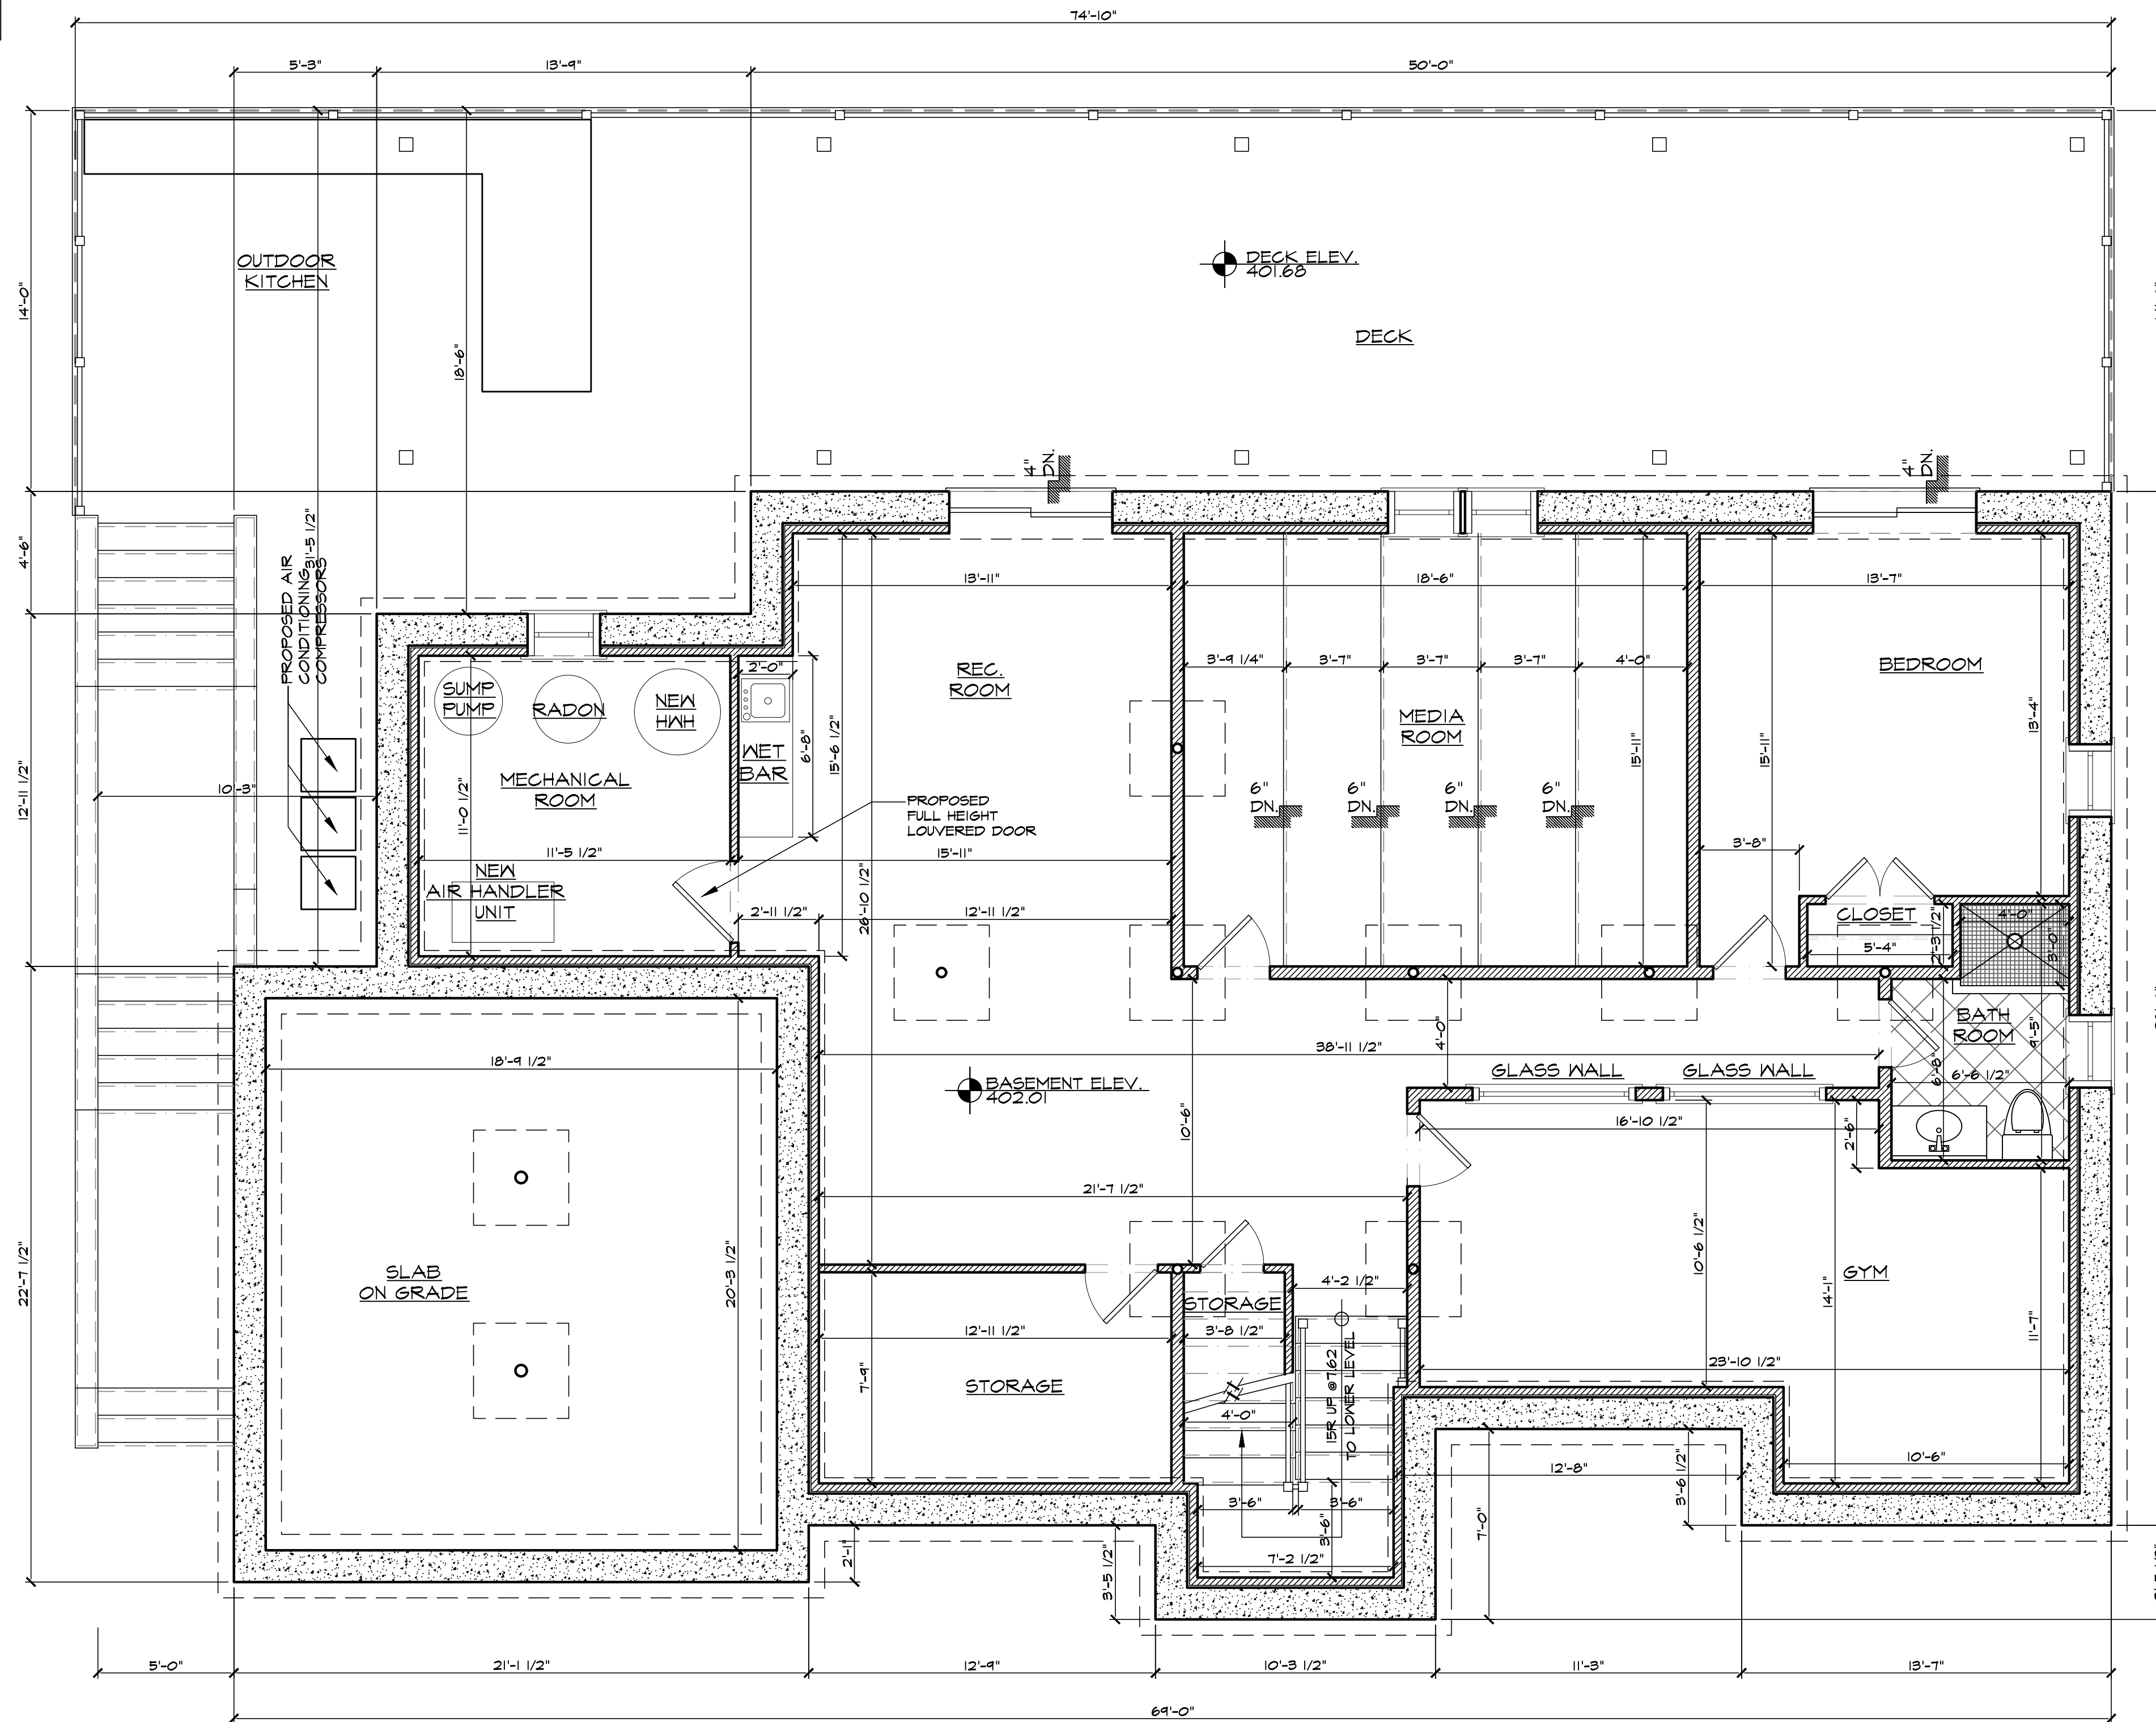 74'-10"
5'-3"
13'-9"
50'-0"
OUTDOOR
KITCHEN
DECK ELEV.
401.68
DECK
14'-0"
18'-6"
4"
DN.
4"
DN.
4'-6"
PROPOSED AIR
CONDITIONING
COMPRESSORS
31'-5 1/2"
13'-11"
18'-6"
13'-7"
SUMP
PUMP
RADON
NEW
HWH
2'-0"
REC.
ROOM
3'-9 1/4"
3'-7"
3'-7"
3'-7"
4'-0"
BEDROOM
MEDIA
ROOM
WET
BAR
6'-8"
15'-6 1/2"
15'-11"
15'-11"
13'-4"
12'-11 1/2"
10'-3"
MECHANICAL
ROOM
11'-0 1/2"
6"
DN.
6"
DN.
6"
DN.
6"
DN.
PROPOSED
FULL HEIGHT
LOUVERED DOOR
11'-5 1/2"
15'-11"
3'-8"
NEW
AIR HANDLER
UNIT
26'-10 1/2"
2'-11 1/2"
12'-11 1/2"
CLOSET
5'-4"
2'-3 1/2"
4'-0"
3'-0"
BATH
ROOM
9'-5"
6'-8"
6'-6 1/2"
4'-0"
38'-11 1/2"
18'-9 1/2"
GLASS WALL
GLASS WALL
BASEMENT ELEV.
402.01
10'-6"
16'-10 1/2"
2'-6"
21'-7 1/2"
22'-7 1/2"
SLAB
ON GRADE
20'-3 1/2"
10'-6 1/2"
14'-1"
GYM
11'-7"
4'-2 1/2"
STORAGE
12'-11 1/2"
3'-8 1/2"
7'-9"
STORAGE
15R UP @7.62
TO LOWER LEVEL
23'-10 1/2"
4'-0"
10'-6"
12'-8"
3'-6 1/2"
7'-0"
3'-6"
3'-6"
3'-6"
7'-2 1/2"
2'-1"
3'-5 1/2"
5'-0"
21'-1 1/2"
12'-9"
10'-3 1/2"
11'-3"
13'-7"
69'-0"